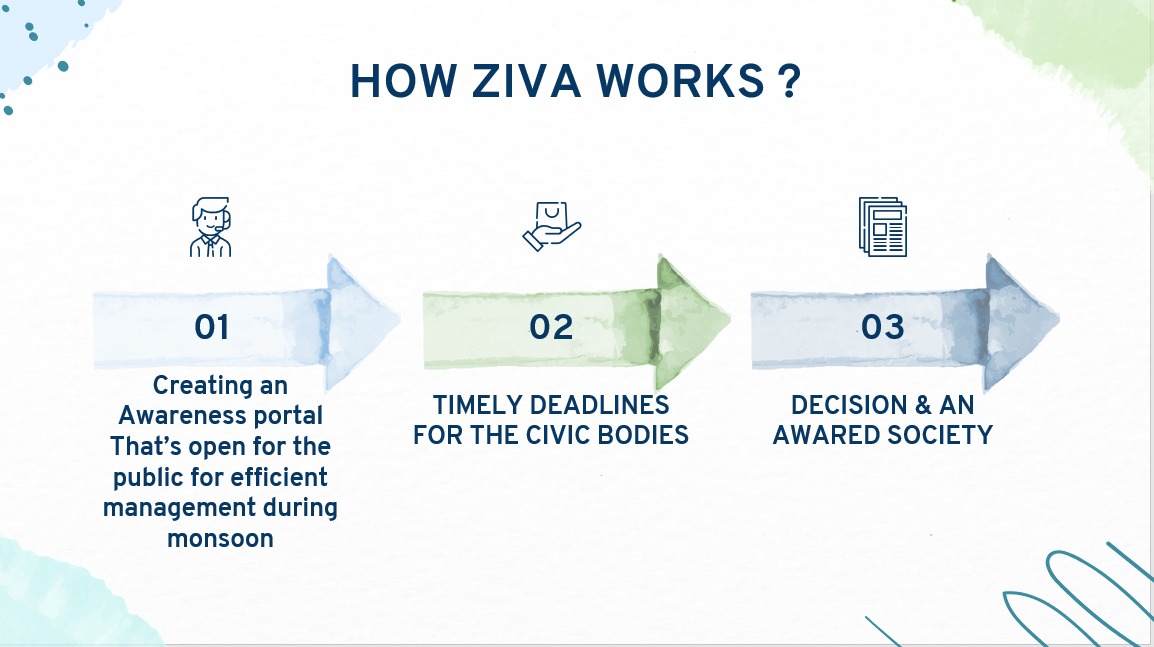 HOW ZIVA WORKS ?
01
Creating an
Awareness portal
That's open for the
public for efficient
management during
monsoon
02
TIMELY DEADLINES
FOR THE CIVIC BODIES
03
DECISION & AN
AWARED SOCIETY